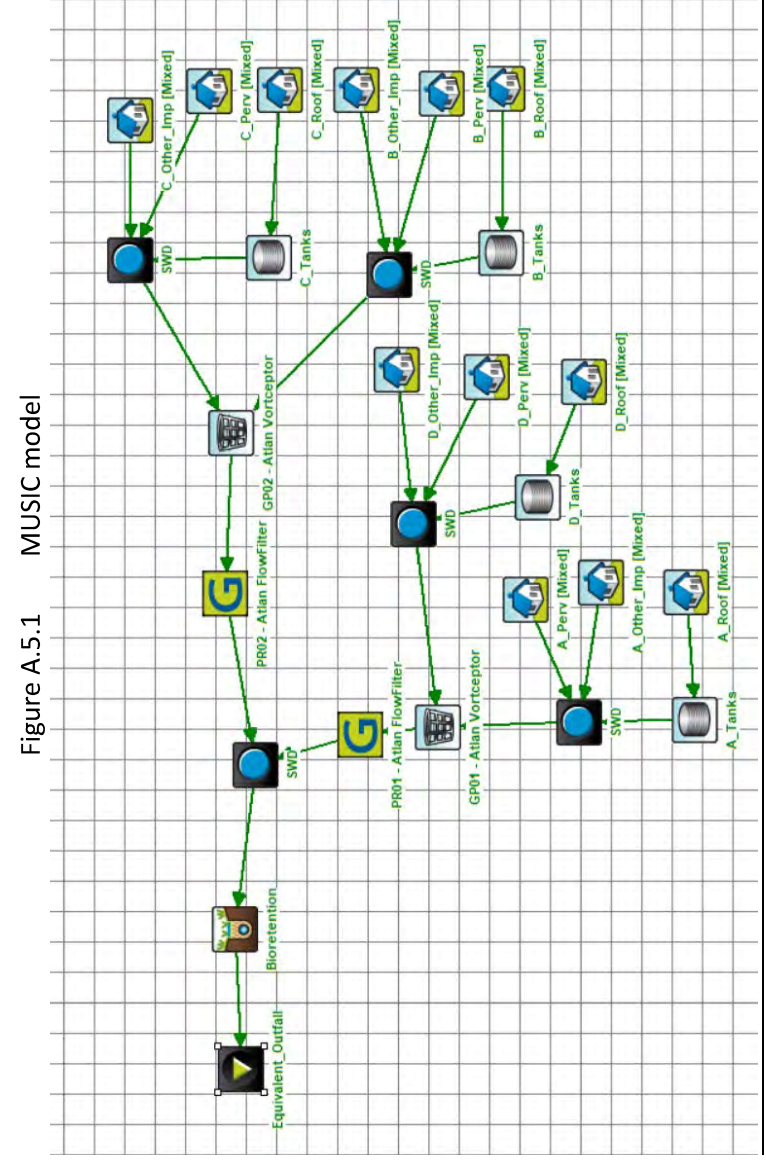 Figure A.5.1 MUSIC model
C_Other_Imp [Mixed]
C_Perv [Mixed]
C_Roof [Mixed]
B_Other_Imp [Mixed]
B_Perv [Mixed]
B_Roof [Mixed]
SWD
C_Tanks
SWD
B_Tanks
GP02 - Atlan Vortceptor
D_Other_Imp [Mixed]
D_Perv [Mixed]
D_Roof [Mixed]
SWD
D_Tanks
G
PR02 - Atlan FlowFilter
A_Perv [Mixed]
A_Other_Imp [Mixed]
A_Roof [Mixed]
SWD
G
PR01 - Atlan FlowFilter
GP01 - Atlan Vortceptor
SWD
A_Tanks
Bioretention
Equivalent_Outfall